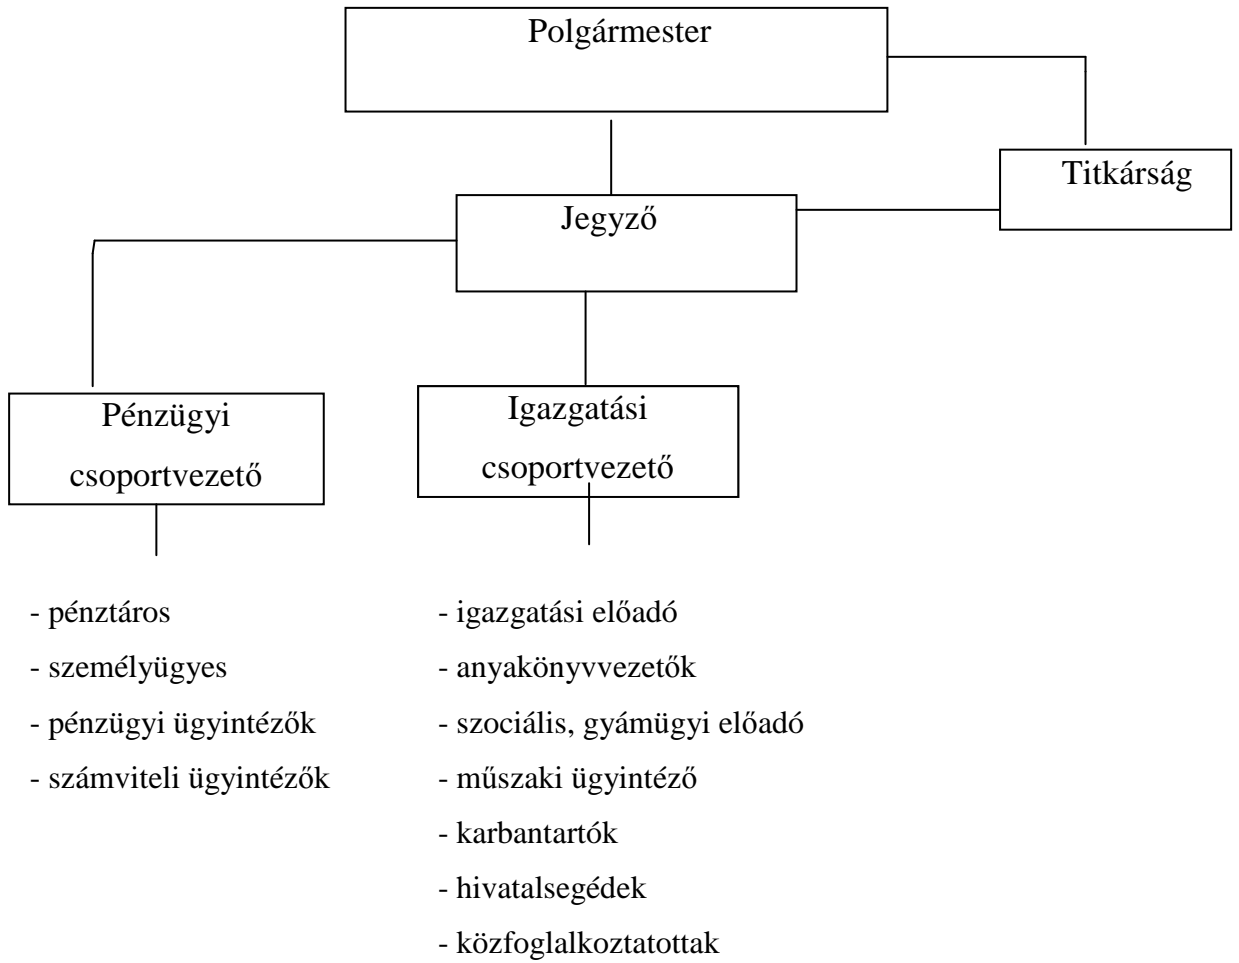 Polgármester
Titkárság
Jegyző
Pénzügyi
csoportvezető
Igazgatási
csoportvezető
- pénztáros
- személyügyes
- pénzügyi ügyintézők
- számviteli ügyintézők
- igazgatási előadó
- anyakönyvvezetők
- szociális, gyámügyi előadó
- műszaki ügyintéző
- karbantartók
- hivatalsegédek
- közfoglalkoztatottak